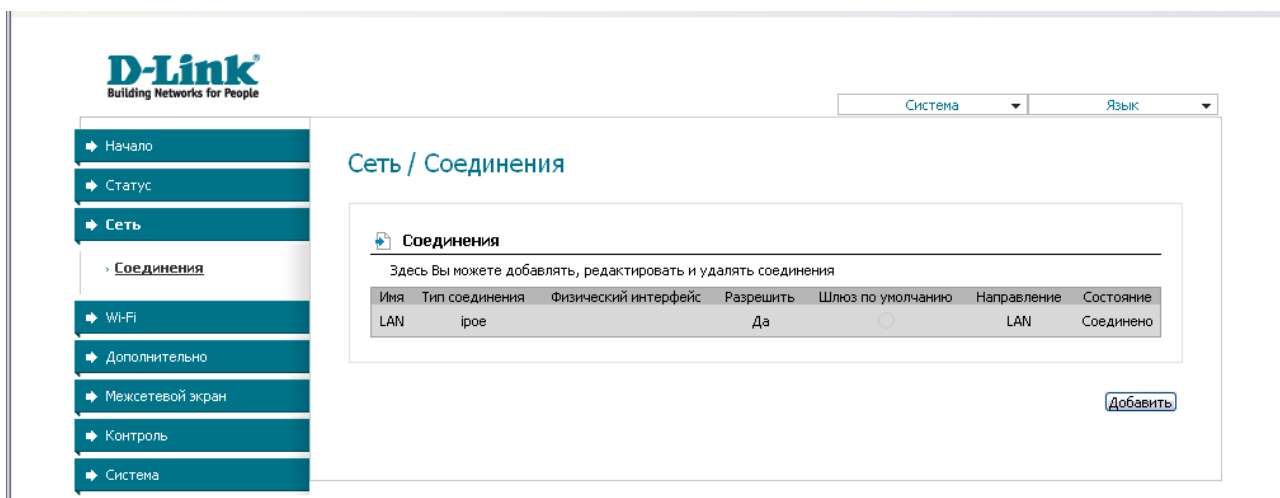 D-Link
Building Networks for People
Система
Язык
Начало
Статус
Сеть
Соединения
Wi-Fi
Дополнительно
Межсетевой экран
Контроль
Система
Сеть / Соединения
Соединения
Здесь Вы можете добавлять, редактировать и удалять соединения
Имя Тип соединения Физический интерфейс Разрешить Шлюз по умолчанию Направление Состояние
LAN ipoe Да LAN Соединено
Добавить